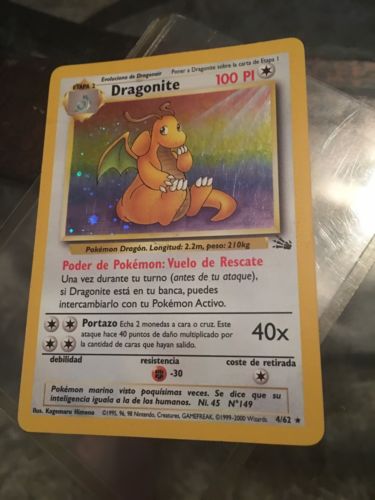 Evoluciona de Dragonair
Poner a Dragonite sobre la carta de Etapa 1
ETAPA 2
Dragonite
100 PI
Pokémon Dragón. Longitud: 2.2m, peso: 210kg
Poder de Pokémon: Vuelo de Rescate
Una vez durante tu turno (antes de tu ataque),
si Dragonite está en tu banca, puedes
intercambiarlo con tu Pokémon Activo.
Portazo Echa 2 monedas a cara o cruz. Este
ataque hace 40 puntos de daño multiplicado por
la cantidad de caras que hayan salido.
40x
debilidad
resistencia
coste de retirada
-30
Pokémon marino visto poquísimas veces. Se dice que su
inteligencia iguala a la de los humanos. Ni. 45 N°149
Ilus. Kagemaru Himeno
©1995, 96, 98 Nintendo, Creatures, GAMEFREAK. ©1999-2000 Wizards.
4/62